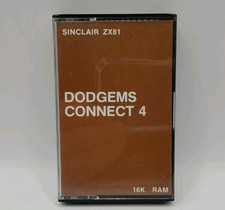 SINCLAIR ZX81
DODGEMS
CONNECT 4
16K RAM